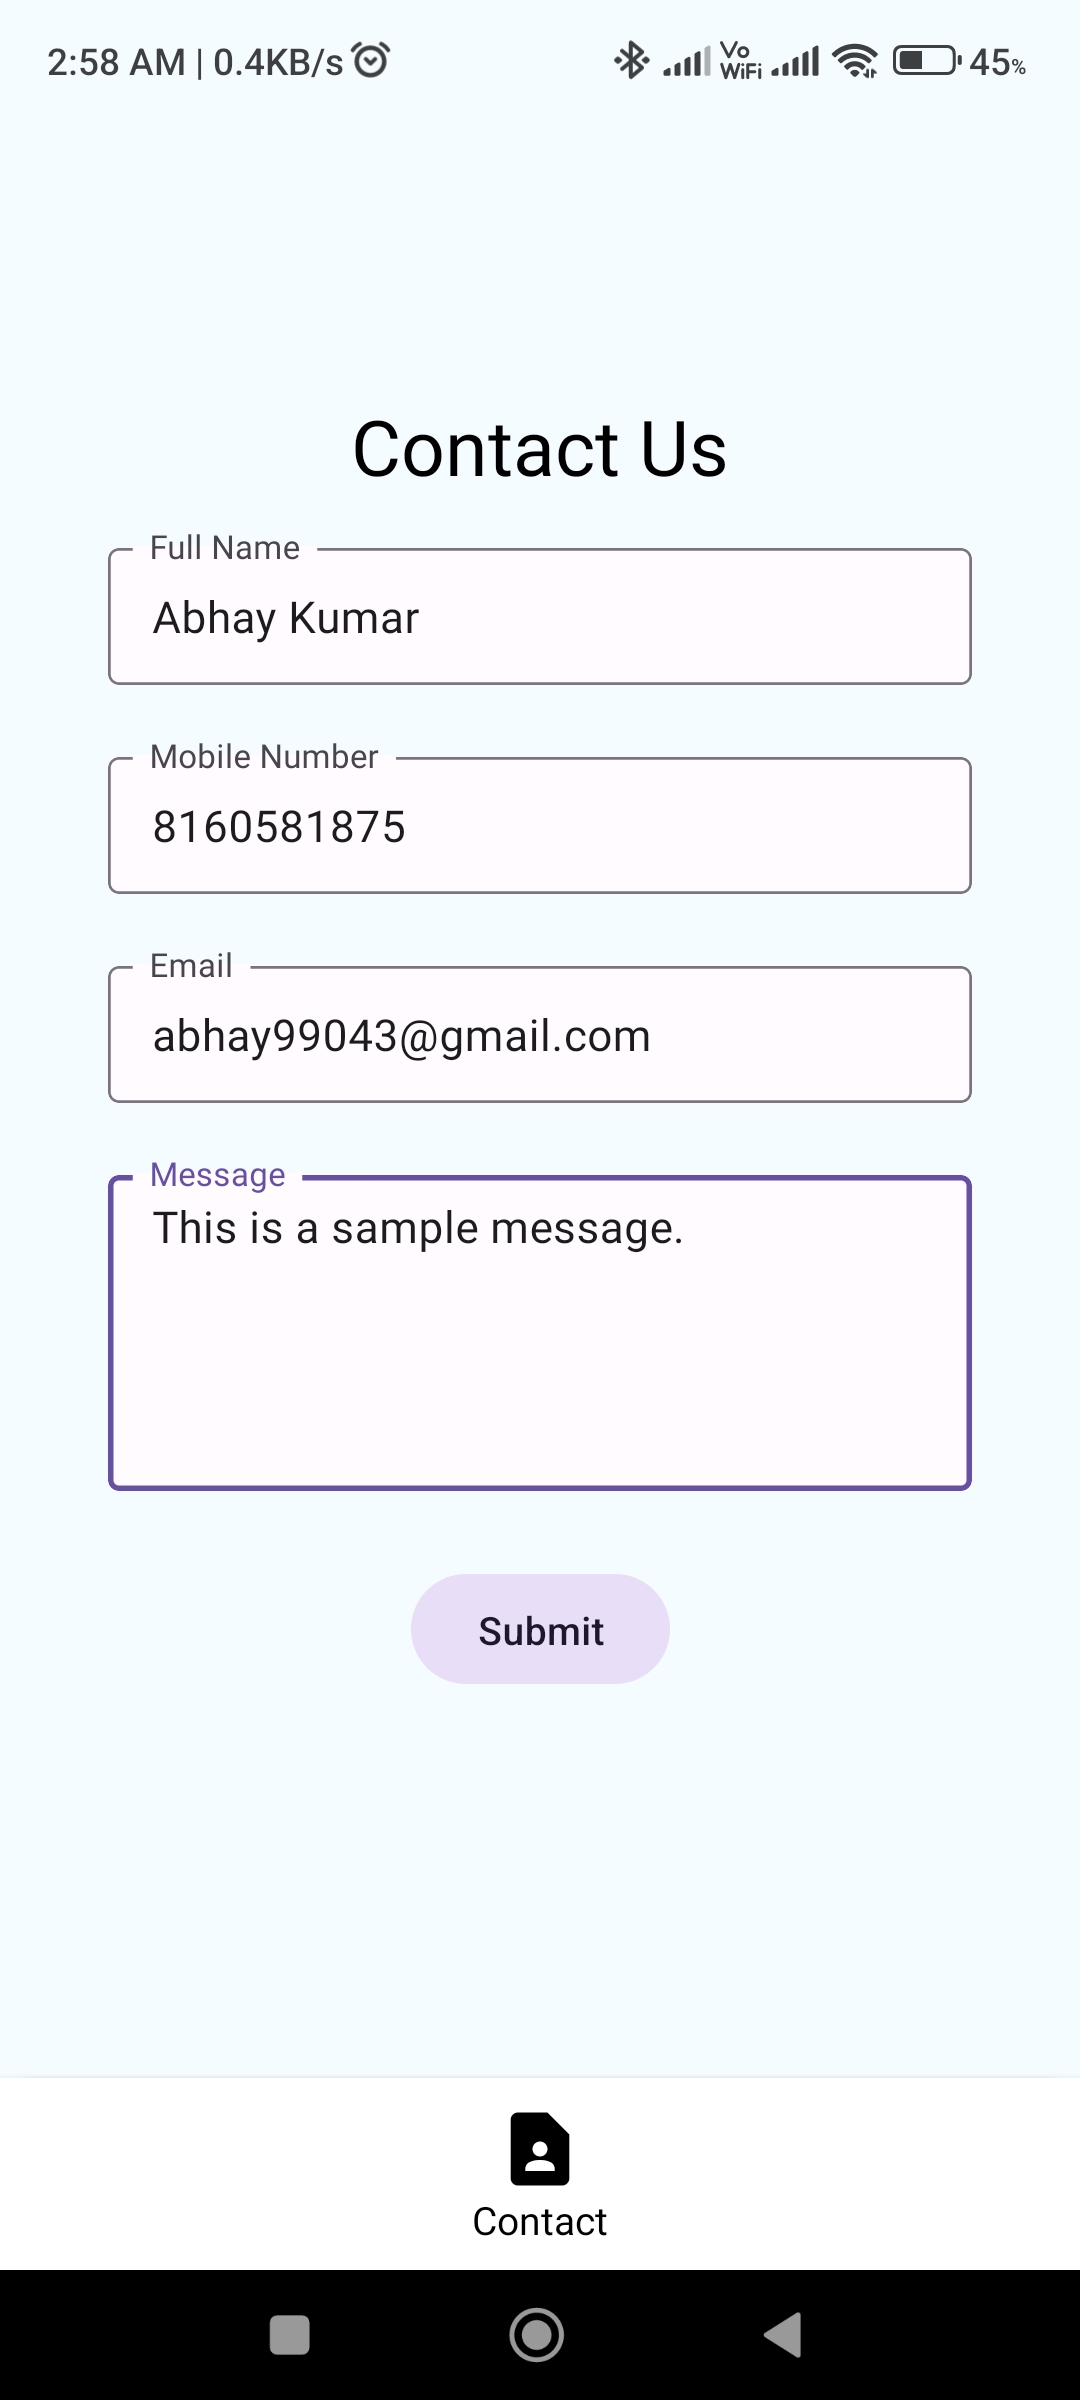 2:58 AM | 0.4KB/s Vo WiFi 45%
Contact Us
Full Name
Abhay Kumar
Mobile Number
8160581875
Email
abhay99043@gmail.com
Message
This is a sample message.
Submit
Contact